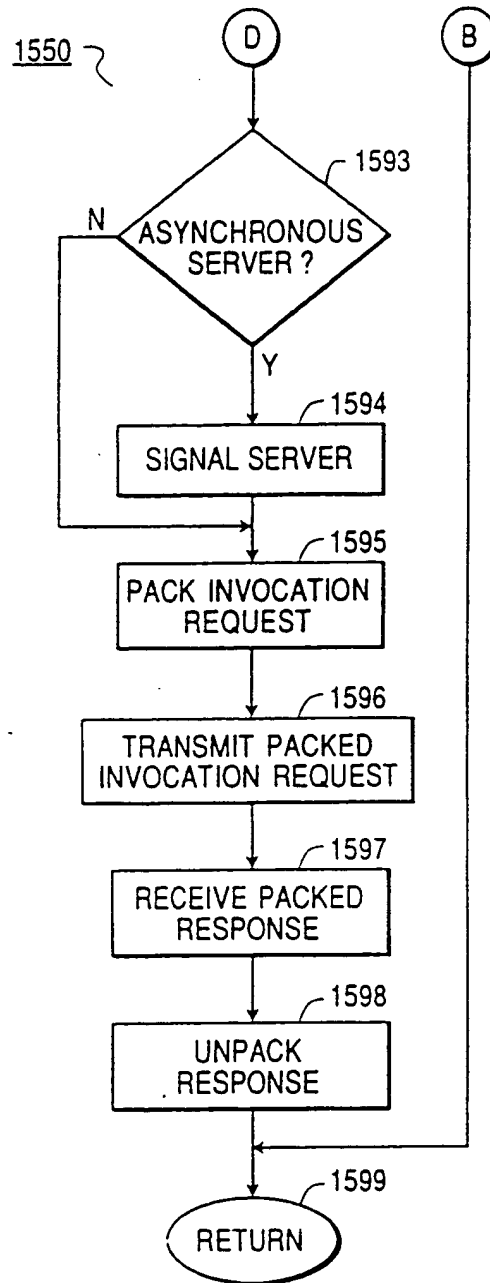 1550
D
B
1593
N
ASYNCHRONOUS
SERVER ?
Y
1594
SIGNAL SERVER
1595
PACK INVOCATION
REQUEST
1596
TRANSMIT PACKED
INVOCATION REQUEST
1597
RECEIVE PACKED
RESPONSE
1598
UNPACK
RESPONSE
1599
RETURN